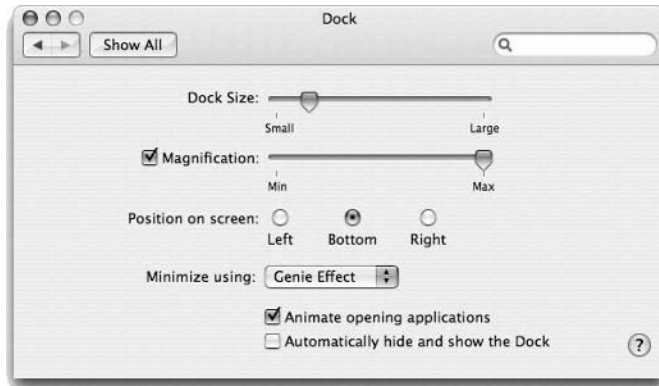 Dock
Show All
Dock Size:
Small Large
Magnification:
Min Max
Position on screen:
Left Bottom Right
Minimize using: Genie Effect
Animate opening applications
Automatically hide and show the Dock
?